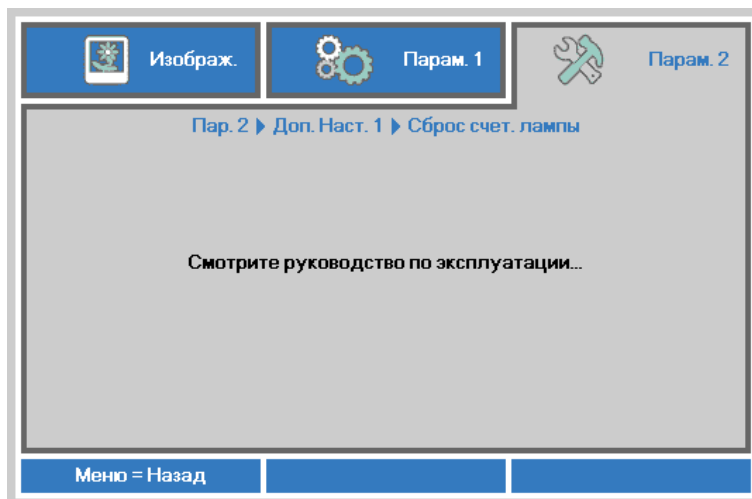 Изображ.
Парам. 1
Парам. 2
Пар. 2 ▶ Доп. Наст. 1 ▶ Сброс счет. лампы
Смотрите руководство по эксплуатации...
Меню = Назад